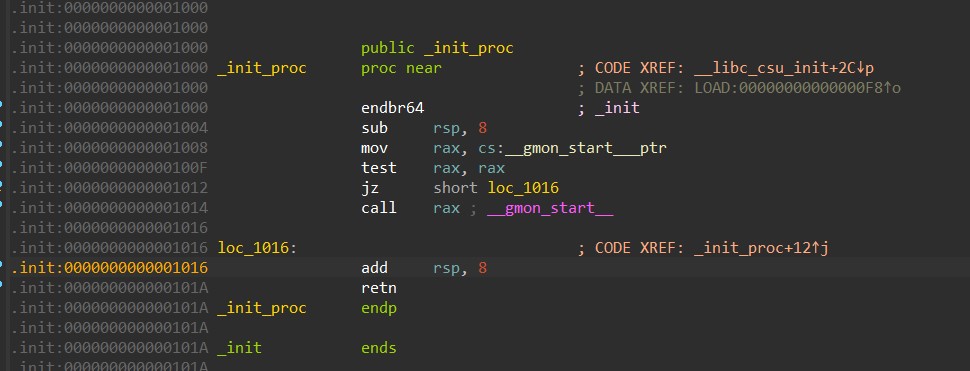 .init:0000000000001000
.init:0000000000001000
.init:0000000000001000 public _init_proc
.init:0000000000001000 _init_proc proc near ; CODE XREF: __libc_csu_init+2C↓p
.init:0000000000001000 ; DATA XREF: LOAD:00000000000000F8↑o
.init:0000000000001000 endbr64 ; _init
.init:0000000000001004 sub rsp, 8
.init:0000000000001008 mov rax, cs:__gmon_start___ptr
.init:000000000000100F test rax, rax
.init:0000000000001012 jz short loc_1016
.init:0000000000001014 call rax ; __gmon_start__
.init:0000000000001016
.init:0000000000001016 loc_1016: ; CODE XREF: _init_proc+12↑j
.init:0000000000001016 add rsp, 8
.init:000000000000101A retn
.init:000000000000101A _init_proc endp
.init:000000000000101A
.init:000000000000101A _init ends
.init:000000000000101A